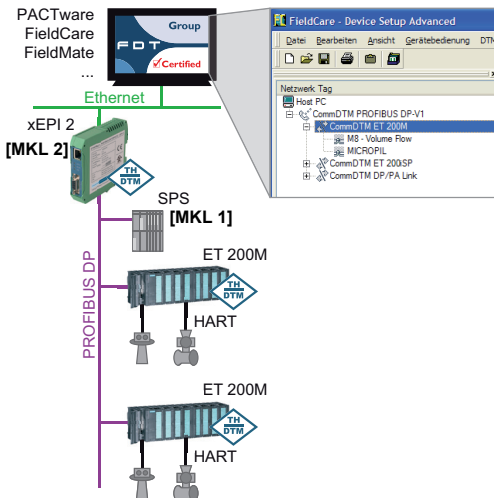 PACTware
FieldCare
FieldMate
...
Group
FDT
Certified
FieldCare - Device Setup Advanced
Datei Bearbeiten Ansicht Gerätebedienung DTM
Netzwerk Tag
Host PC
CommDTM PROFIBUS DP-V1
CommDTM ET 200M
M8 - Volume Flow
MICROPIL
CommDTM ET 200iSP
CommDTM DP/PA Link
Ethernet
xEPI 2
[MKL 2]
TH
DTM
SPS
[MKL 1]
PROFIBUS DP
ET 200M
TH
DTM
HART
ET 200M
TH
DTM
HART